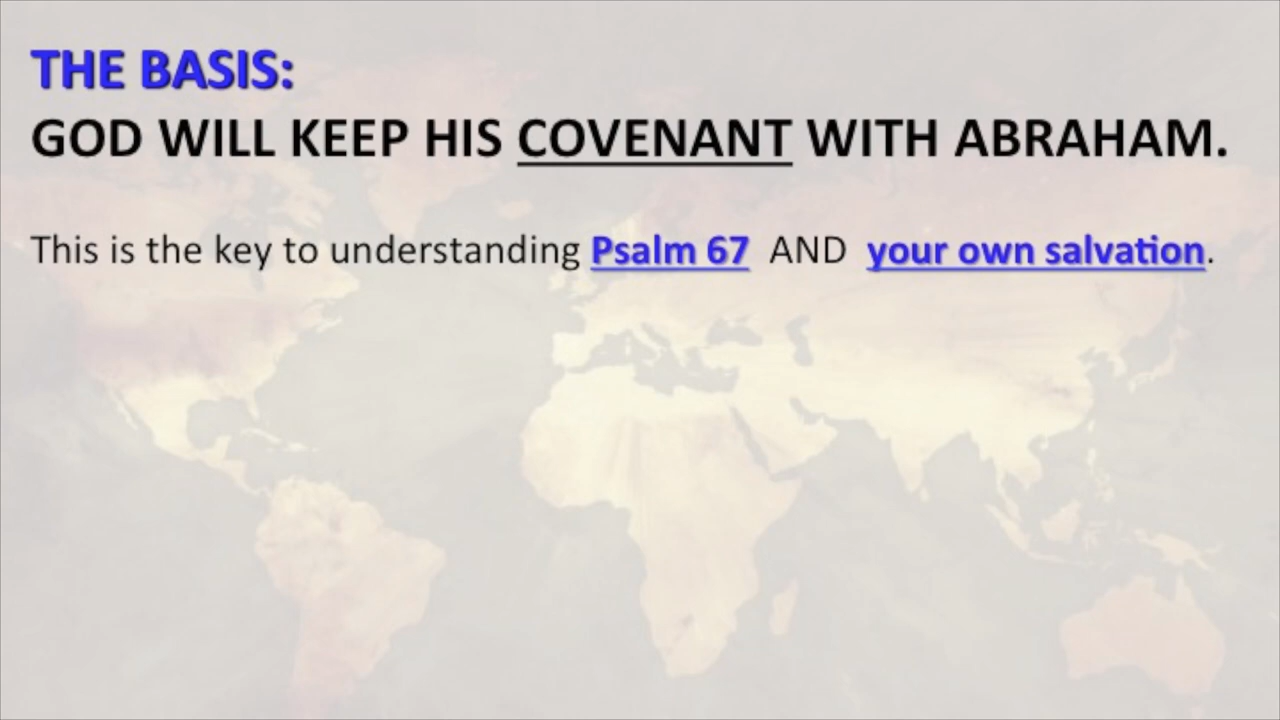 THE BASIS:
GOD WILL KEEP HIS COVENANT WITH ABRAHAM.
This is the key to understanding Psalm 67 AND your own salvation.